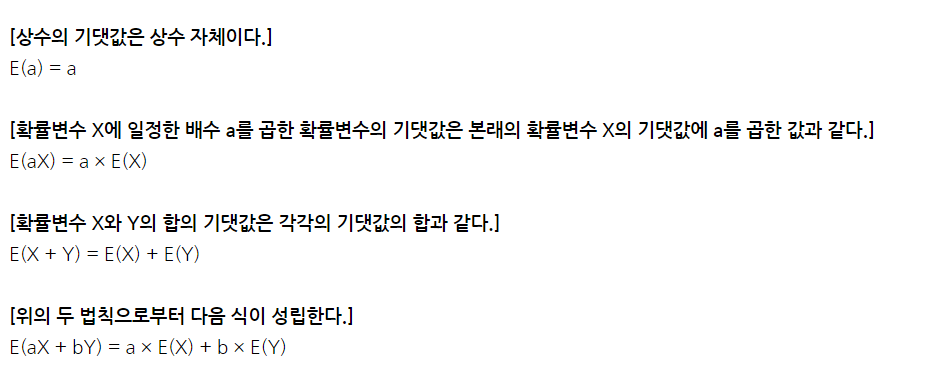 [상수의 기댓값은 상수 자체이다.]
E(a) = a
[확률변수 X에 일정한 배수 a를 곱한 확률변수의 기댓값은 본래의 확률변수 X의 기댓값에 a를 곱한 값과 같다.]
E(aX) = a × E(X)
[확률변수 X와 Y의 합의 기댓값은 각각의 기댓값의 합과 같다.]
E(X + Y) = E(X) + E(Y)
[위의 두 법칙으로부터 다음 식이 성립한다.]
E(aX + bY) = a × E(X) + b × E(Y)